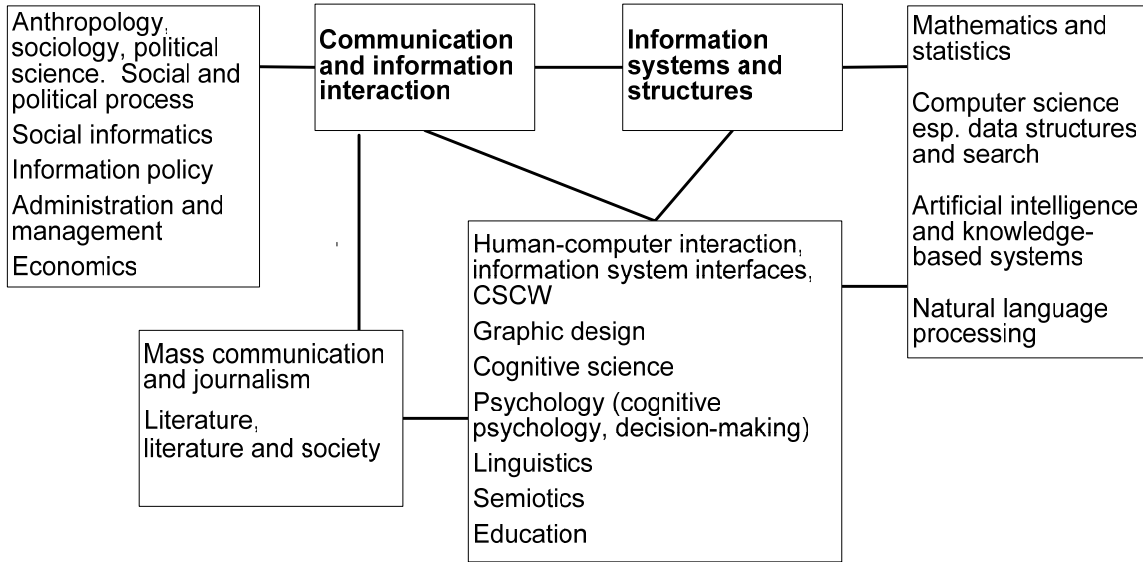 Anthropology,
sociology, political
science.  Social and
political process
Social informatics
Information policy
Administration and
management
Economics
Communication
and information
interaction
Information
systems and
structures
Mathematics and
statistics
Computer science
esp. data structures
and search
Artificial intelligence
and knowledge-
based systems
Natural language
processing
Mass communication
and journalism
Literature,
literature and society
Human-computer interaction,
information system interfaces,
CSCW
Graphic design
Cognitive science
Psychology (cognitive
psychology, decision-making)
Linguistics
Semiotics
Education